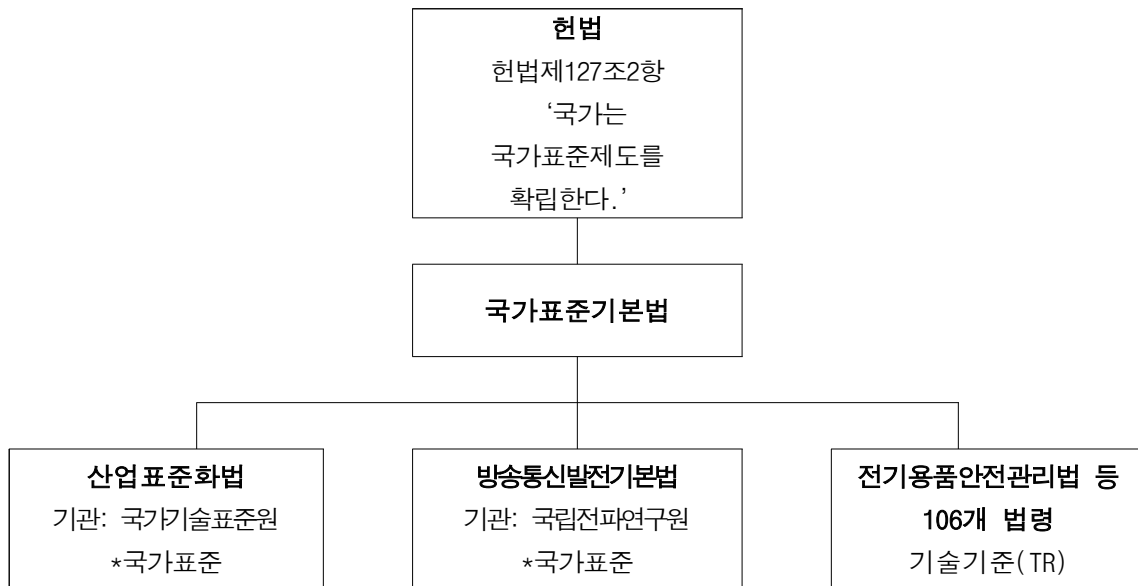 헌법
헌법제127조2항
‘국가는
국가표준제도를
확립한다.’
국가표준기본법
산업표준화법
기관: 국가기술표준원
*국가표준
방송통신발전기본법
기관: 국립전파연구원
*국가표준
전기용품안전관리법 등
106개 법령
기술기준(TR)